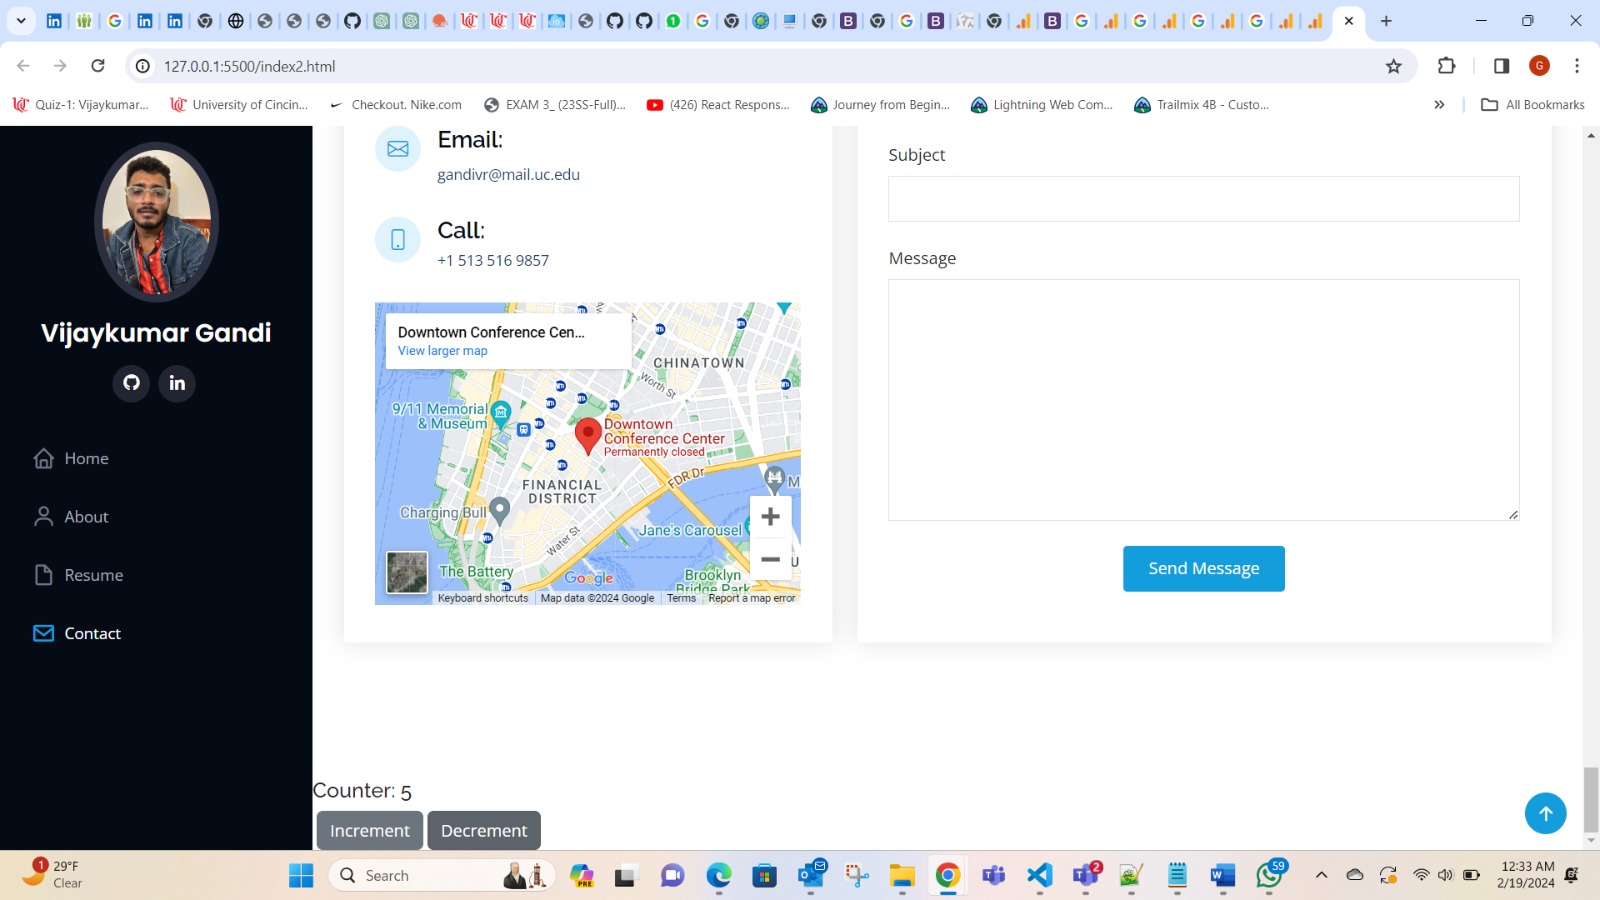 127.0.0.1:5500/index2.html
G
Quiz-1: Vijaykumar...
University of Cincin...
Checkout. Nike.com
EXAM 3_ (23SS-Full)...
(426) React Respons...
Journey from Begin...
Lightning Web Com...
Trailmix 4B - Custo...
»
All Bookmarks
Vijaykumar Gandi
Home
About
Resume
Contact
Email:
gandivr@mail.uc.edu
Call:
+1 513 516 9857
Downtown Conference Cen...
View larger map
CHINATOWN
Worth St
9/11 Memorial
& Museum
Downtown
Conference Center
Permanently closed
FDR Dr
FINANCIAL
DISTRICT
Charging Bull
Jane's Carousel
Water St
The Battery
Google
Brooklyn
Bridge Park
Keyboard shortcuts
Map data ©2024 Google
Terms
Report a map error
Subject
Message
Send Message
Counter: 5
Increment
Decrement
1
29°F
Clear
Search
PRE
2
59
12:33 AM
2/19/2024